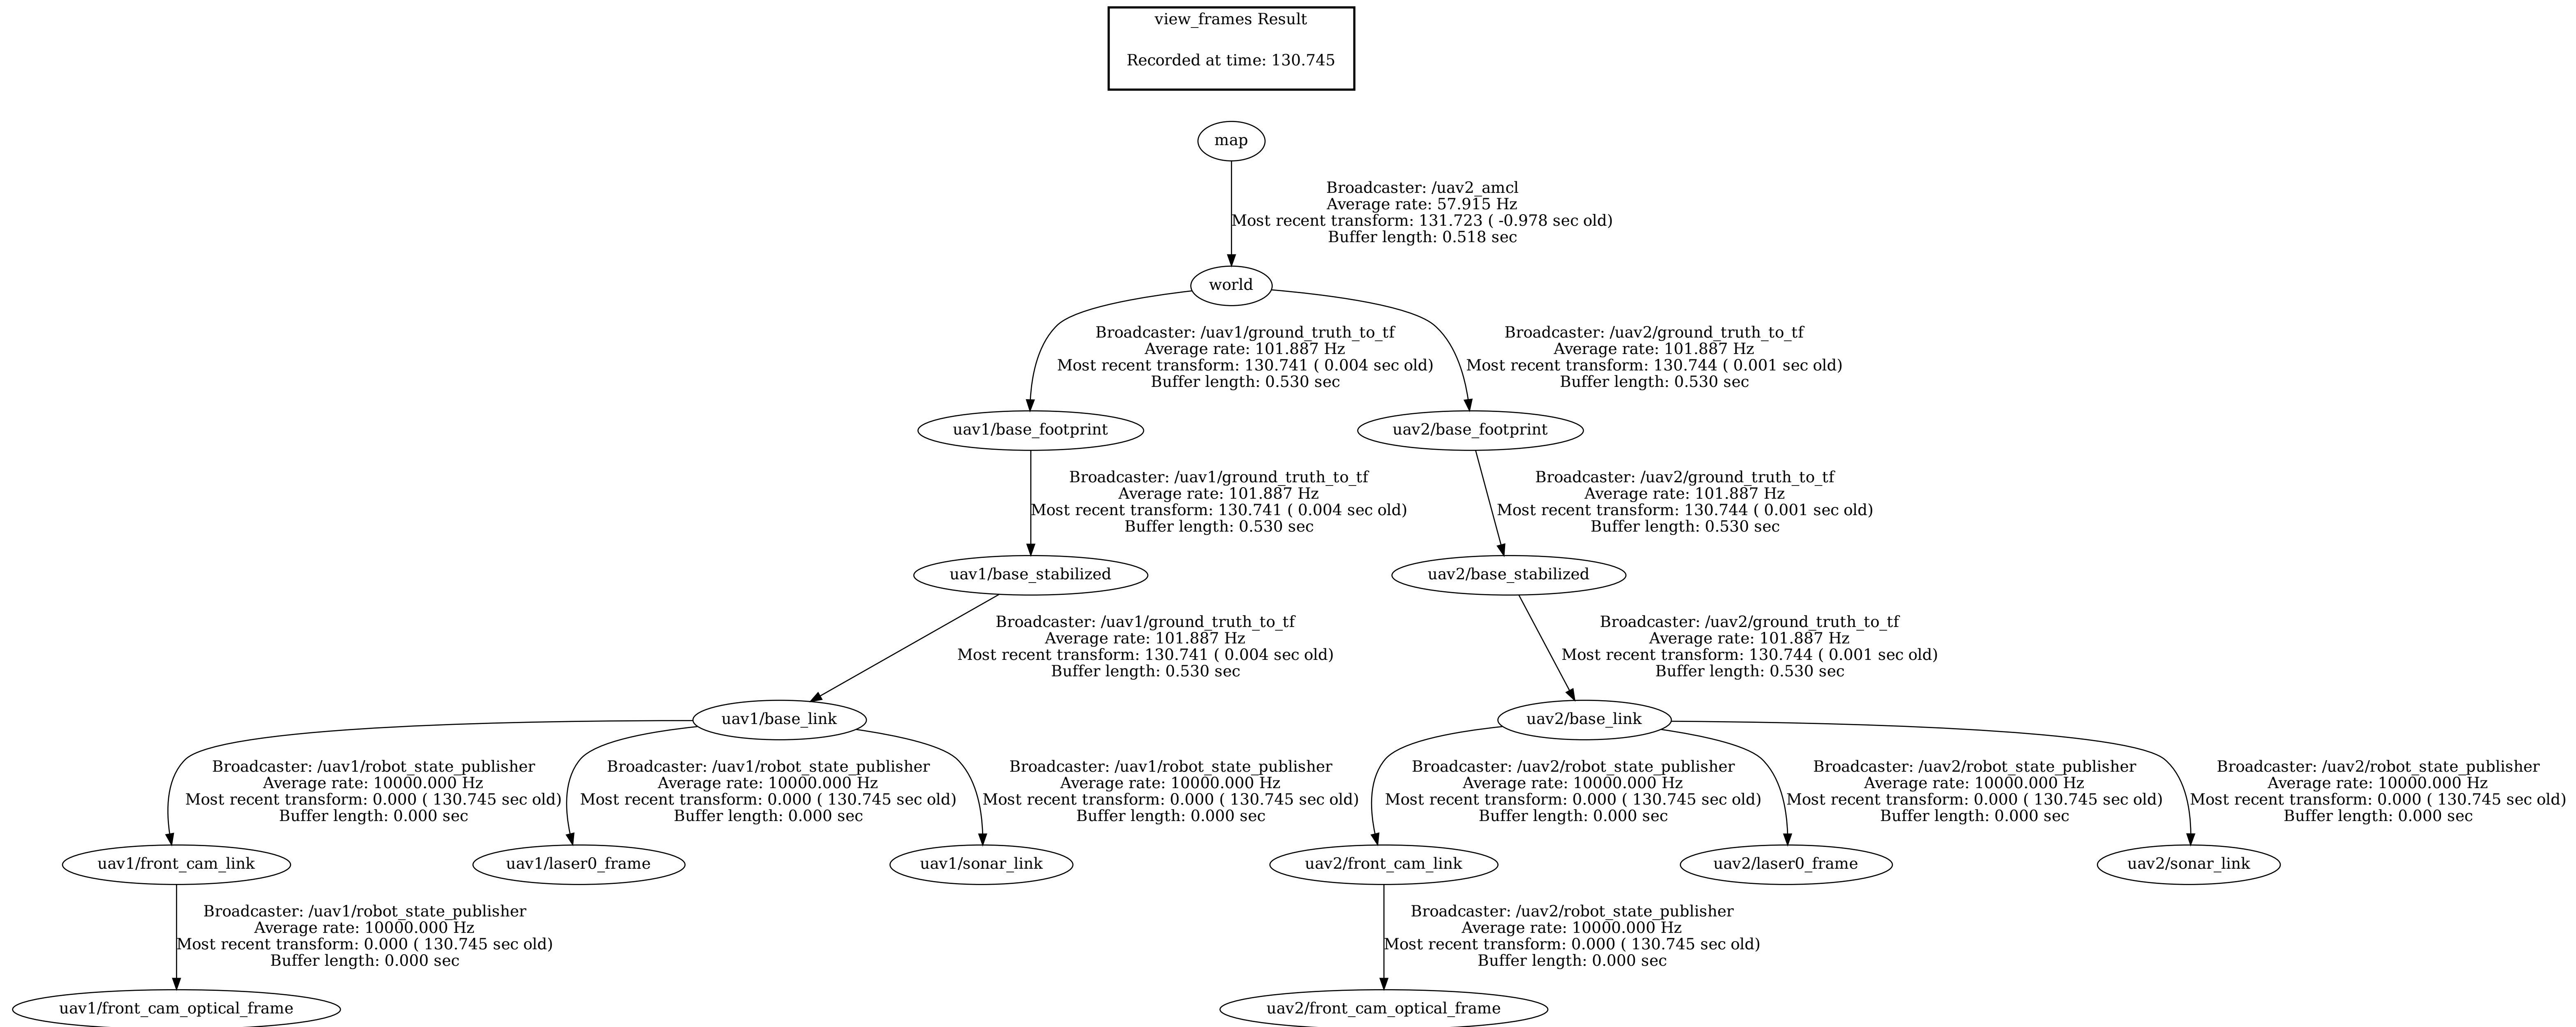 view_frames Result
Recorded at time: 130.745
map
Broadcaster: /uav2_amcl
Average rate: 57.915 Hz
Most recent transform: 131.723 ( -0.978 sec old)
Buffer length: 0.518 sec
world
Broadcaster: /uav1/ground_truth_to_tf
Average rate: 101.887 Hz
Most recent transform: 130.741 ( 0.004 sec old)
Buffer length: 0.530 sec
Broadcaster: /uav2/ground_truth_to_tf
Average rate: 101.887 Hz
Most recent transform: 130.744 ( 0.001 sec old)
Buffer length: 0.530 sec
uav1/base_footprint
uav2/base_footprint
Broadcaster: /uav1/ground_truth_to_tf
Average rate: 101.887 Hz
Most recent transform: 130.741 ( 0.004 sec old)
Buffer length: 0.530 sec
Broadcaster: /uav2/ground_truth_to_tf
Average rate: 101.887 Hz
Most recent transform: 130.744 ( 0.001 sec old)
Buffer length: 0.530 sec
uav1/base_stabilized
uav2/base_stabilized
Broadcaster: /uav1/ground_truth_to_tf
Average rate: 101.887 Hz
Most recent transform: 130.741 ( 0.004 sec old)
Buffer length: 0.530 sec
Broadcaster: /uav2/ground_truth_to_tf
Average rate: 101.887 Hz
Most recent transform: 130.744 ( 0.001 sec old)
Buffer length: 0.530 sec
uav1/base_link
uav2/base_link
Broadcaster: /uav1/robot_state_publisher
Average rate: 10000.000 Hz
Most recent transform: 0.000 ( 130.745 sec old)
Buffer length: 0.000 sec
Broadcaster: /uav1/robot_state_publisher
Average rate: 10000.000 Hz
Most recent transform: 0.000 ( 130.745 sec old)
Buffer length: 0.000 sec
Broadcaster: /uav1/robot_state_publisher
Average rate: 10000.000 Hz
Most recent transform: 0.000 ( 130.745 sec old)
Buffer length: 0.000 sec
Broadcaster: /uav2/robot_state_publisher
Average rate: 10000.000 Hz
Most recent transform: 0.000 ( 130.745 sec old)
Buffer length: 0.000 sec
Broadcaster: /uav2/robot_state_publisher
Average rate: 10000.000 Hz
Most recent transform: 0.000 ( 130.745 sec old)
Buffer length: 0.000 sec
Broadcaster: /uav2/robot_state_publisher
Average rate: 10000.000 Hz
Most recent transform: 0.000 ( 130.745 sec old)
Buffer length: 0.000 sec
uav1/front_cam_link
uav1/laser0_frame
uav1/sonar_link
uav2/front_cam_link
uav2/laser0_frame
uav2/sonar_link
Broadcaster: /uav1/robot_state_publisher
Average rate: 10000.000 Hz
Most recent transform: 0.000 ( 130.745 sec old)
Buffer length: 0.000 sec
Broadcaster: /uav2/robot_state_publisher
Average rate: 10000.000 Hz
Most recent transform: 0.000 ( 130.745 sec old)
Buffer length: 0.000 sec
uav1/front_cam_optical_frame
uav2/front_cam_optical_frame